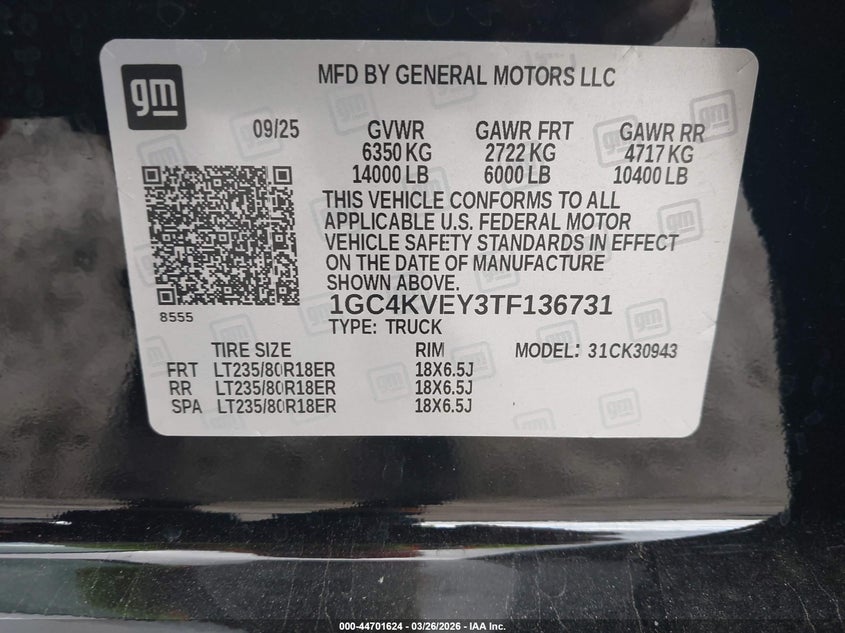 gm
MFD BY GENERAL MOTORS LLC
09/25 GVWR GAWR FRT GAWR RR
6350 KG 2722 KG 4717 KG
14000 LB 6000 LB 10400 LB
THIS VEHICLE CONFORMS TO ALL
APPLICABLE U.S. FEDERAL MOTOR
VEHICLE SAFETY STANDARDS IN EFFECT
ON THE DATE OF MANUFACTURE
SHOWN ABOVE.
8555
1GC4KVEY3TF136731
TYPE: TRUCK
TIRE SIZE RIM MODEL: 31CK30943
FRT LT235/80R18ER 18X6.5J
RR LT235/80R18ER 18X6.5J
SPA LT235/80R18ER 18X6.5J
000-44701624 - 03/26/2026 - IAA Inc.